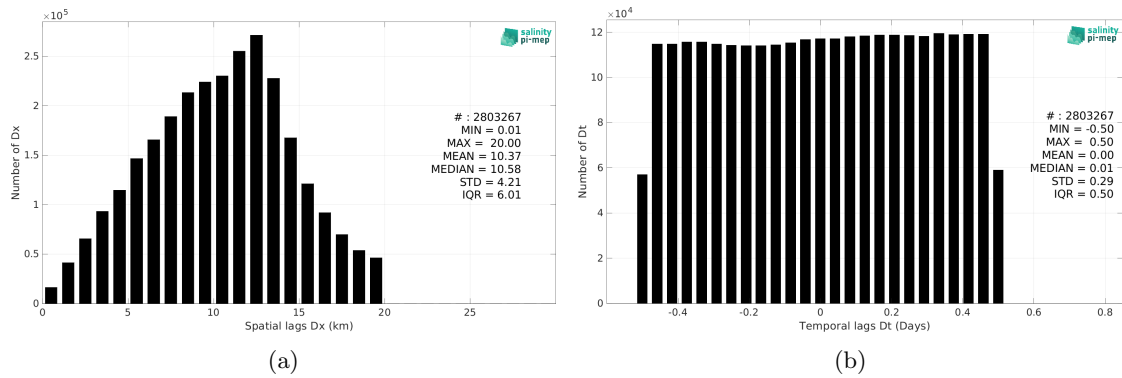 ×10⁵
2.5
2
1.5
1
0.5
0
Number of Dx
salinity
pi-mep
# : 2803267
MIN = 0.01
MAX = 20.00
MEAN = 10.37
MEDIAN = 10.58
STD = 4.21
IQR = 6.01
0 5 10 15 20 25
Spatial lags Dx (km)
(a)
×10⁴
12
10
8
6
4
2
0
Number of Dt
salinity
pi-mep
# : 2803267
MIN = -0.50
MAX = 0.50
MEAN = 0.00
MEDIAN = 0.01
STD = 0.29
IQR = 0.50
-0.4 -0.2 0 0.2 0.4 0.6 0.8
Temporal lags Dt (Days)
(b)